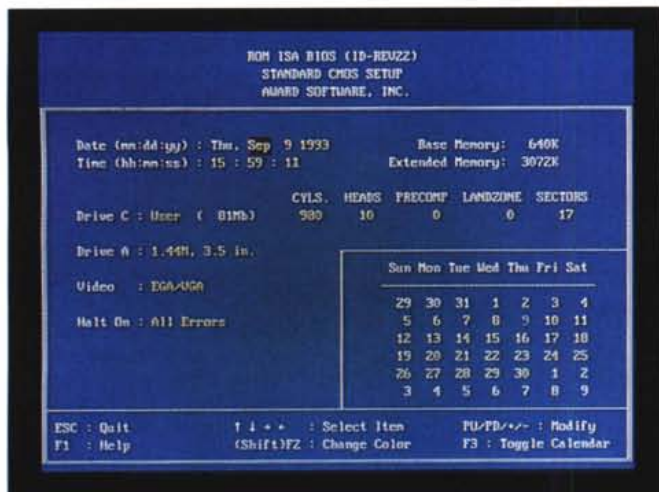 ROM ISA BIOS (1D-REVZZ)
STANDARD CMOS SETUP
AWARD SOFTWARE, INC.
Date (mm:dd:yy) : Thu, Sep 9 1993
Base Memory: 640K
Time (hh:mm:ss) : 15 : 59 : 11
Extended Memory: 3072K
CYLS. HEADS PRECOMP LANDZONE SECTORS
Drive C : User ( 81Mb) 980 10 0 0 17
Drive A : 1.44M, 3.5 in.
Video : EGA/VGA
Halt On : All Errors
Sun Mon Tue Wed Thu Fri Sat
29 30 31 1 2 3 4
5 6 7 8 9 10 11
12 13 14 15 16 17 18
19 20 21 22 23 24 25
26 27 28 29 30 1 2
3 4 5 6 7 8 9
ESC : Quit ↑ ↓ → ← : Select Item PU/PD/+/- : Modify
F1 : Help (Shift)F2 : Change Color F3 : Toggle Calendar